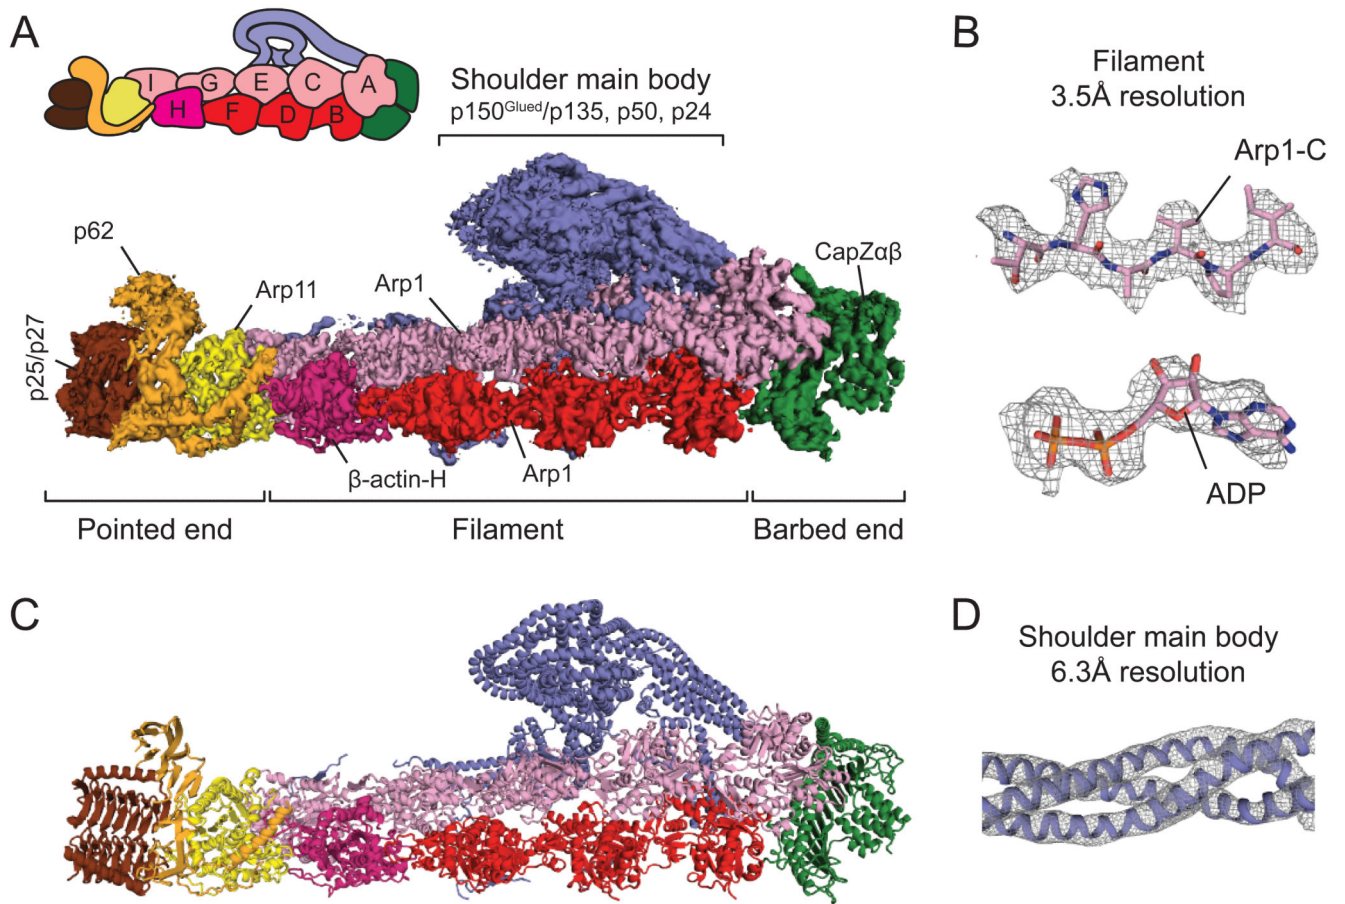 A
I
G
E
C
A
H
F
D
B
Shoulder main body
p150Glued/p135, p50, p24
p62
Arp11
Arp1
CapZαβ
p25/p27
β-actin-H
Arp1
Pointed end
Filament
Barbed end
B
Filament
3.5Å resolution
Arp1-C
ADP
C
D
Shoulder main body
6.3Å resolution